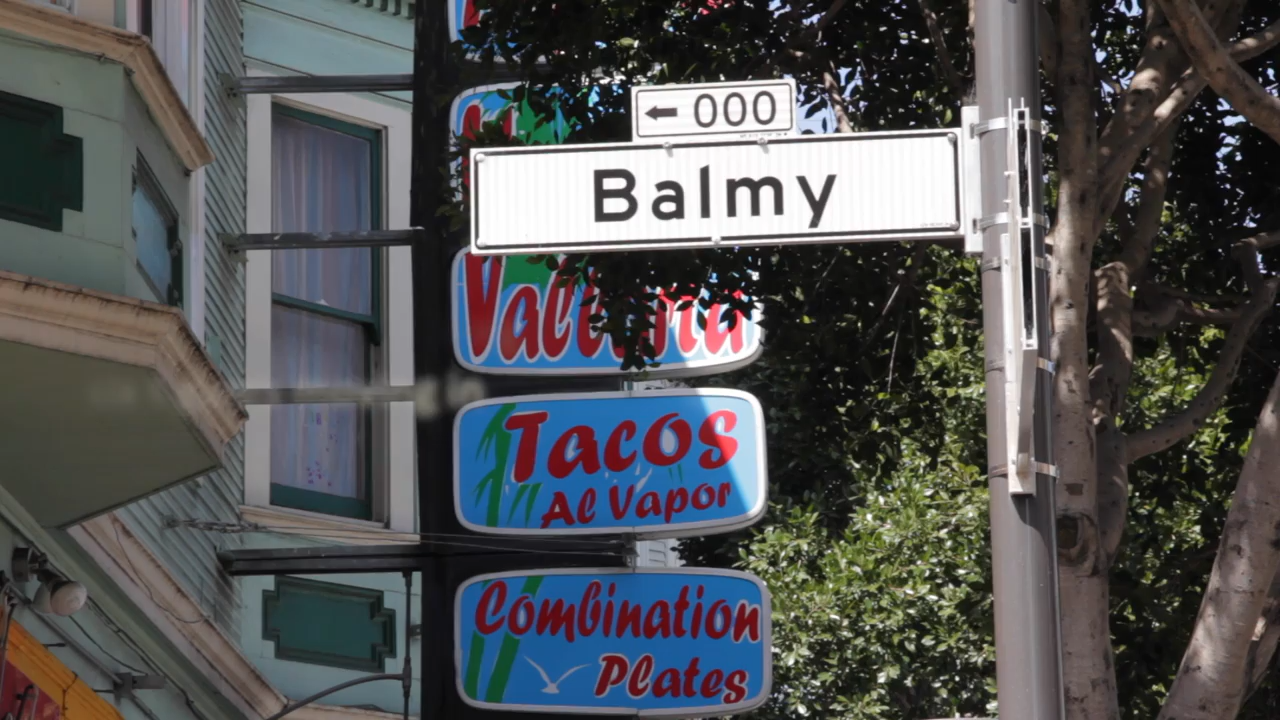 ← 000
Balmy
Tacos
Al Vapor
Combination
Plates